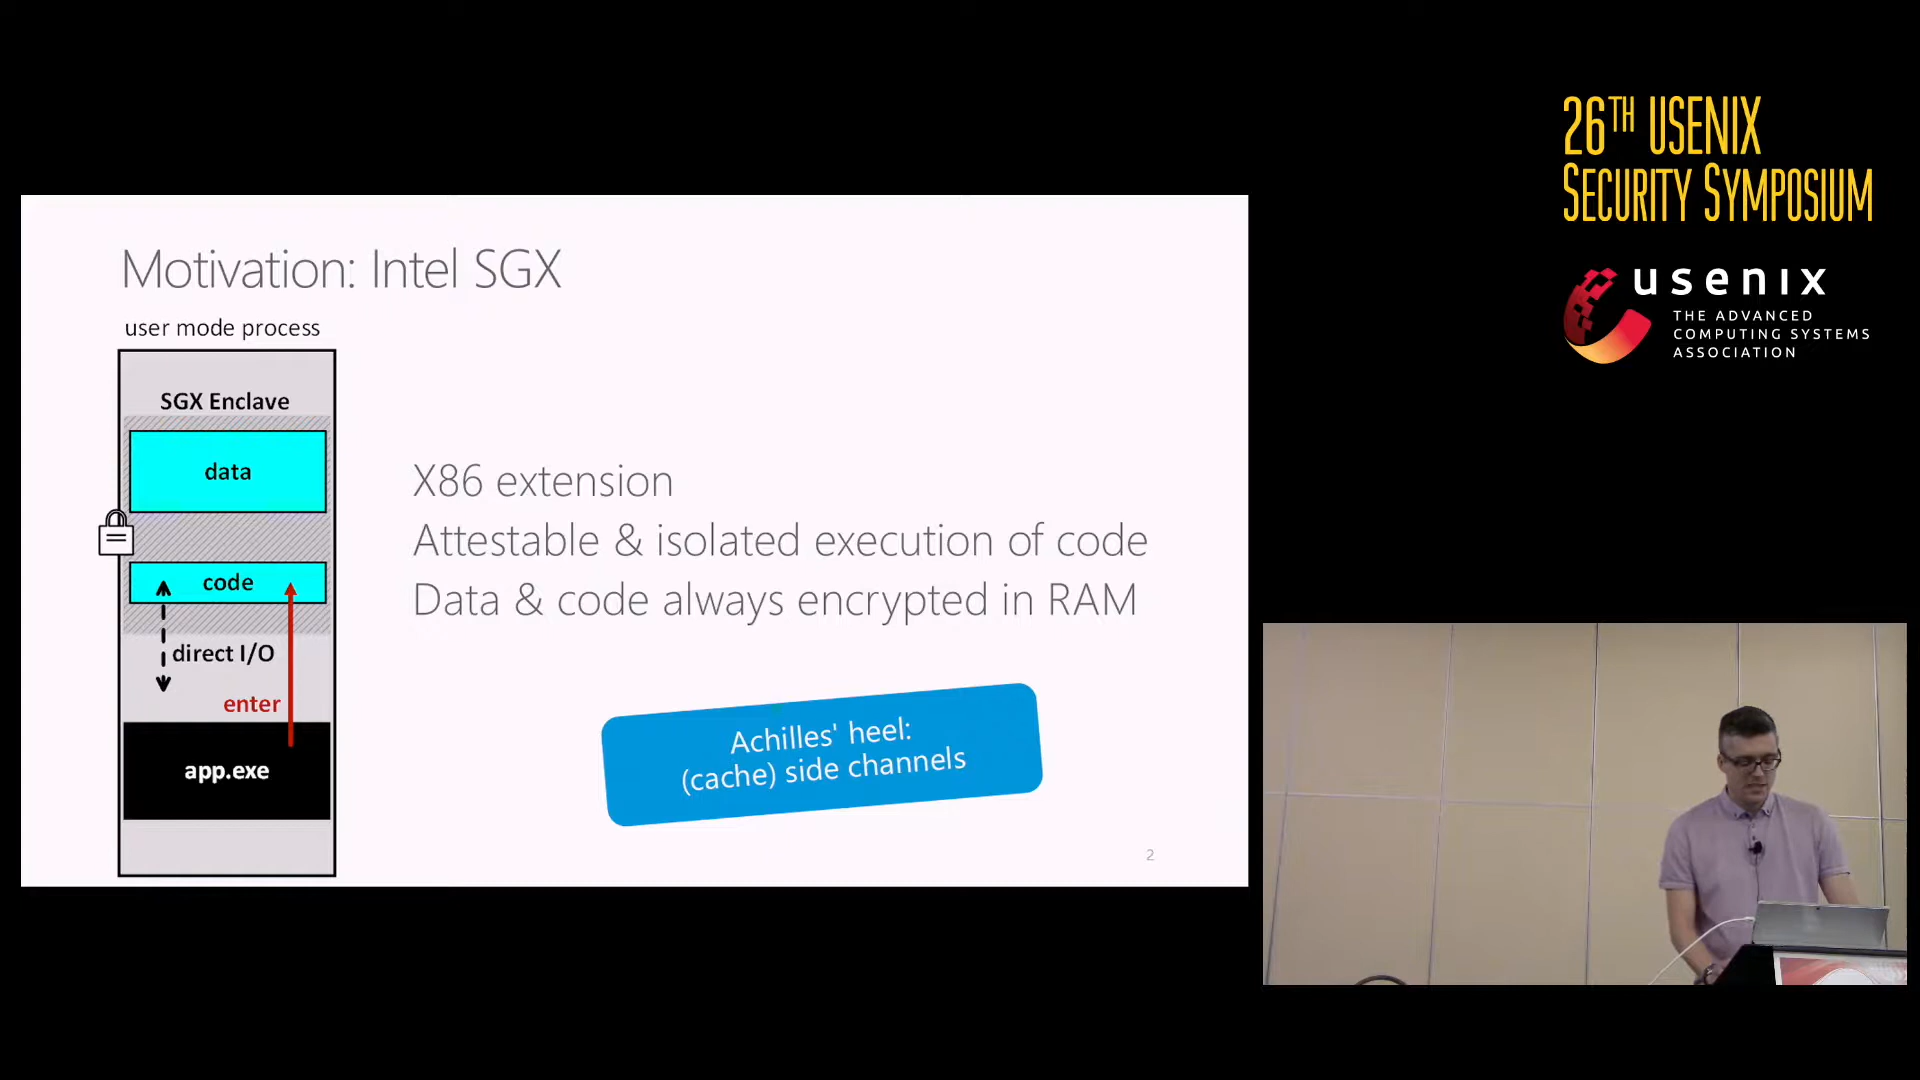 26TH USENIX
SECURITY SYMPOSIUM
usenix
THE ADVANCED
COMPUTING SYSTEMS
ASSOCIATION
Motivation: Intel SGX
user mode process
SGX Enclave
data
code
direct I/O
enter
app.exe
X86 extension
Attestable & isolated execution of code
Data & code always encrypted in RAM
Achilles' heel:
(cache) side channels
2